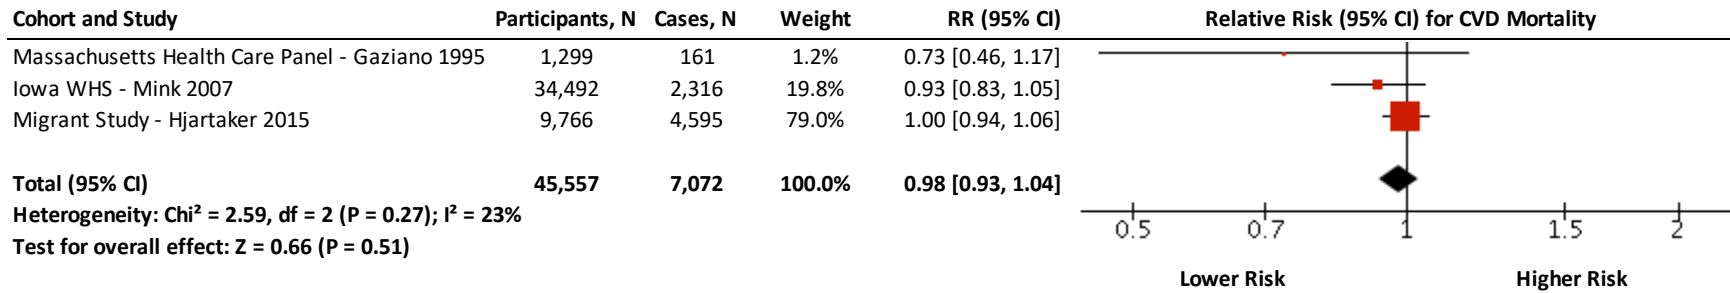 Cohort and Study Participants, N Cases, N Weight RR (95% CI) Relative Risk (95% CI) for CVD Mortality
Massachusetts Health Care Panel - Gaziano 1995 1,299 161 1.2% 0.73 [0.46, 1.17]
Iowa WHS - Mink 2007 34,492 2,316 19.8% 0.93 [0.83, 1.05]
Migrant Study - Hjartaker 2015 9,766 4,595 79.0% 1.00 [0.94, 1.06]
Total (95% CI) 45,557 7,072 100.0% 0.98 [0.93, 1.04]
Heterogeneity: Chi² = 2.59, df = 2 (P = 0.27); I² = 23%
Test for overall effect: Z = 0.66 (P = 0.51)
0.5 0.7 1 1.5 2
Lower Risk Higher Risk